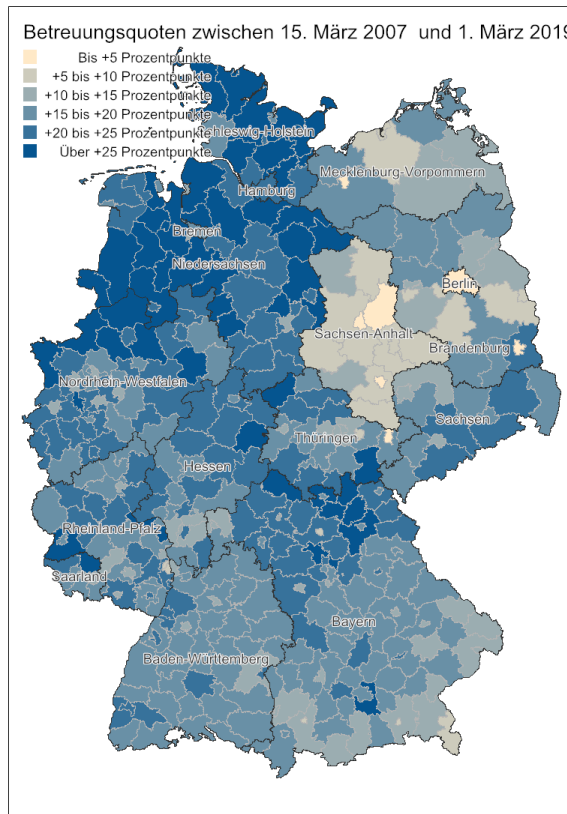 Betreuungsquoten zwischen 15. März 2007 und 1. März 2019
Bis +5 Prozentpunkte
+5 bis +10 Prozentpunkte
+10 bis +15 Prozentpunkte
+15 bis +20 Prozentpunkte
+20 bis +25 Prozentpunkte
Über +25 Prozentpunkte
chleswig-Holstein
Mecklenburg-Vorpommern
Hamburg
Bremen
Niedersachsen
Berlin
Sachsen-Anhalt
Brandenburg
Nordrhein-Westfalen
Sachsen
Thüringen
Hessen
Rheinland-Pfalz
Saarland
Bayern
Baden-Württemberg